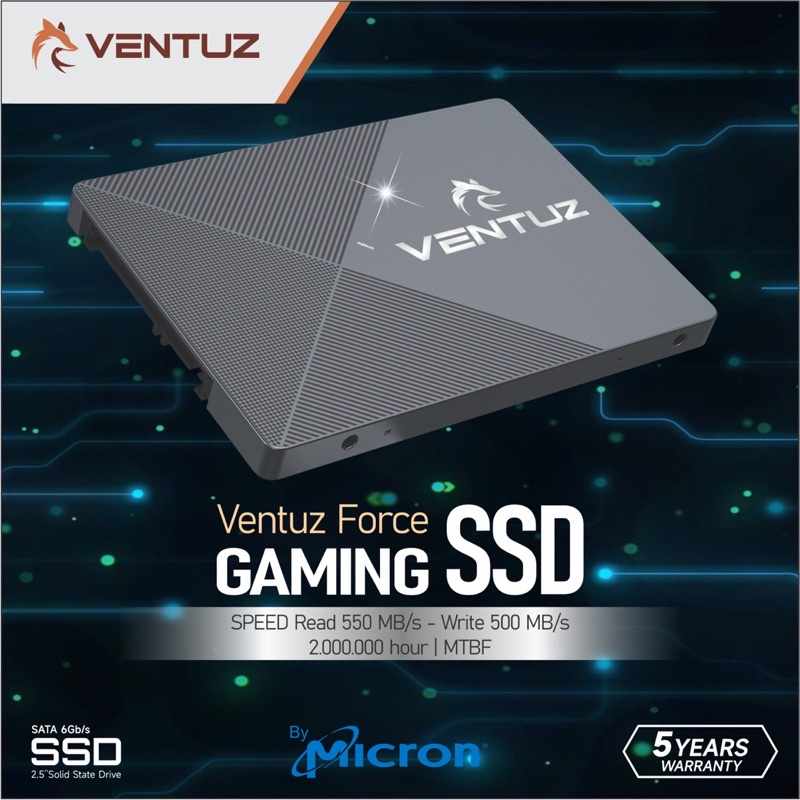 VENTUZ
VENTUZ
Ventuz Force
GAMING SSD
SPEED Read 550 MB/s - Write 500 MB/s
2.000.000 hour | MTBF
SATA 6Gb/s
SSD
2.5" Solid State Drive
By
Micron
5 YEARS
WARRANTY